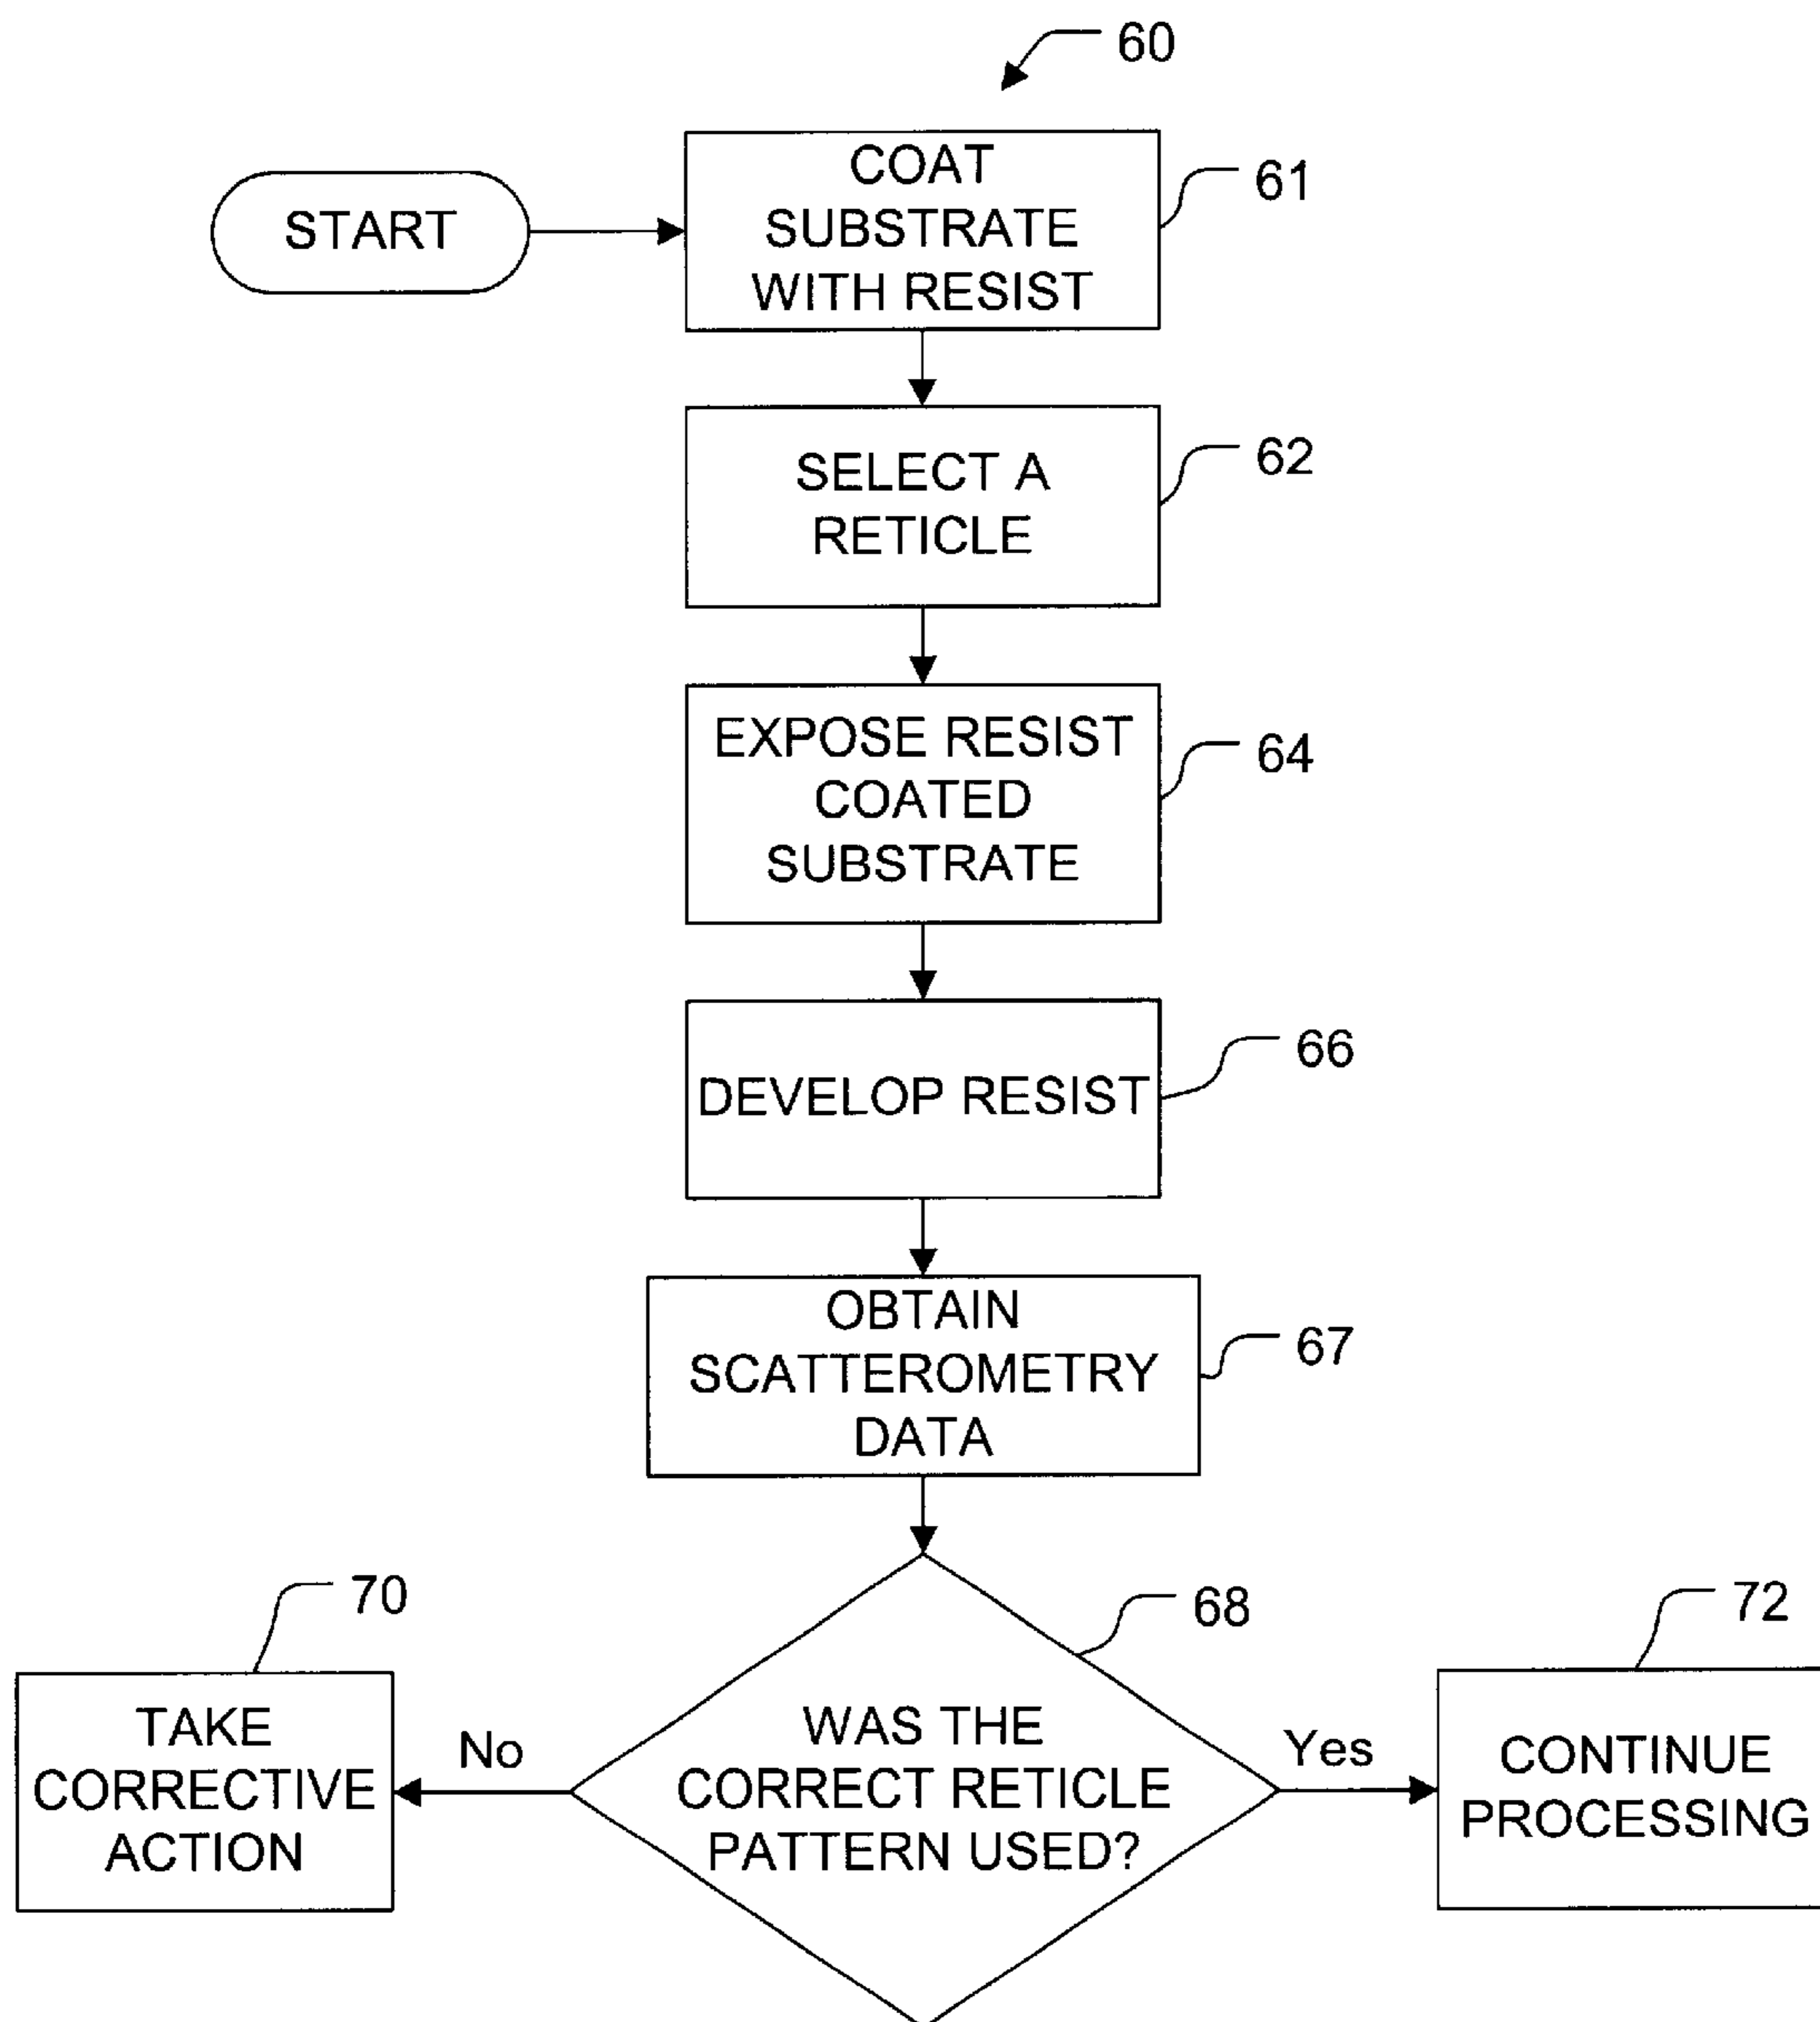 60
START
COAT
SUBSTRATE
WITH RESIST
61
SELECT A
RETICLE
62
EXPOSE RESIST
COATED
SUBSTRATE
64
DEVELOP RESIST
66
OBTAIN
SCATTEROMETRY
DATA
67
68
WAS THE
CORRECT RETICLE
PATTERN USED?
No
70
TAKE
CORRECTIVE
ACTION
Yes
72
CONTINUE
PROCESSING